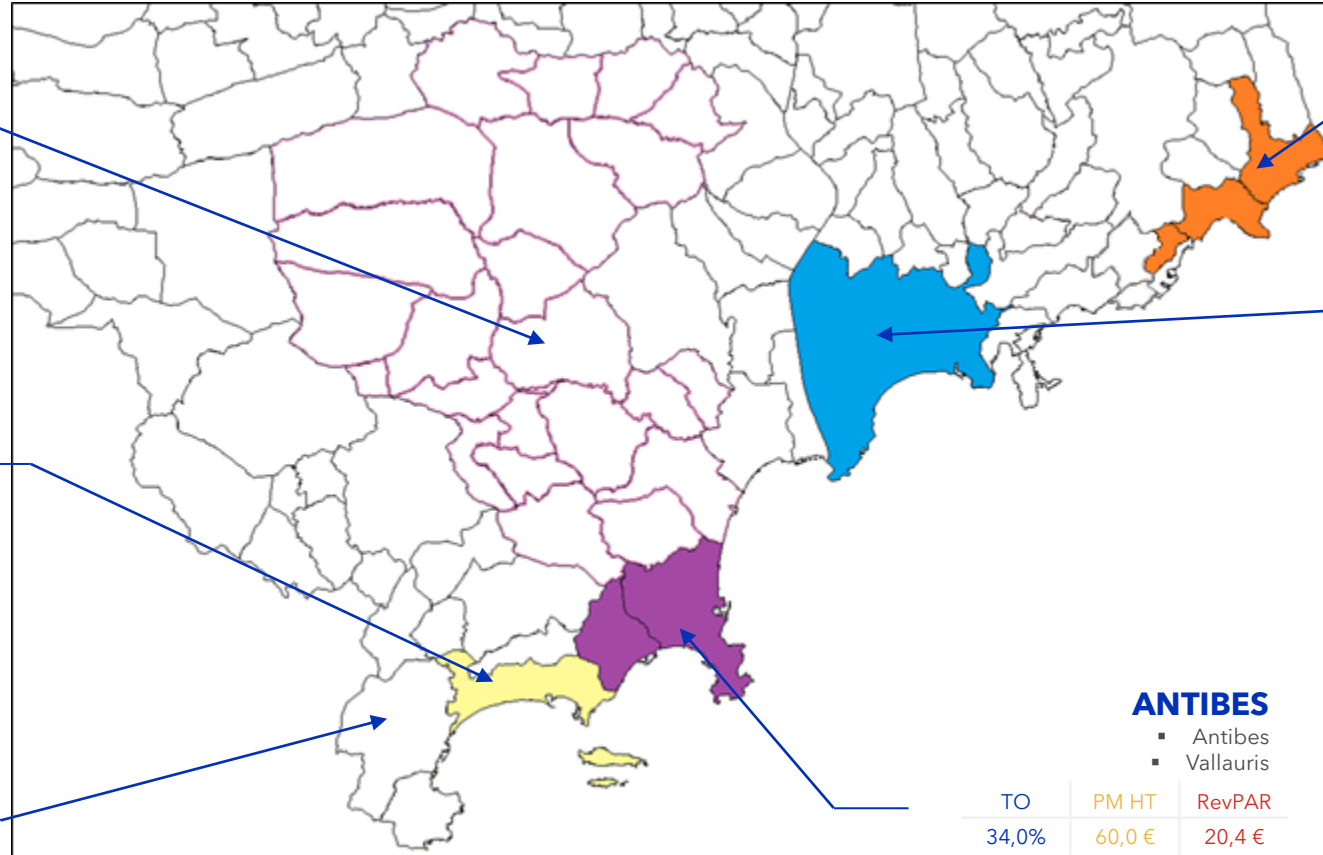 ANTIBES
▪ Antibes
▪ Vallauris
TO PM HT RevPAR
34,0% 60,0 € 20,4 €